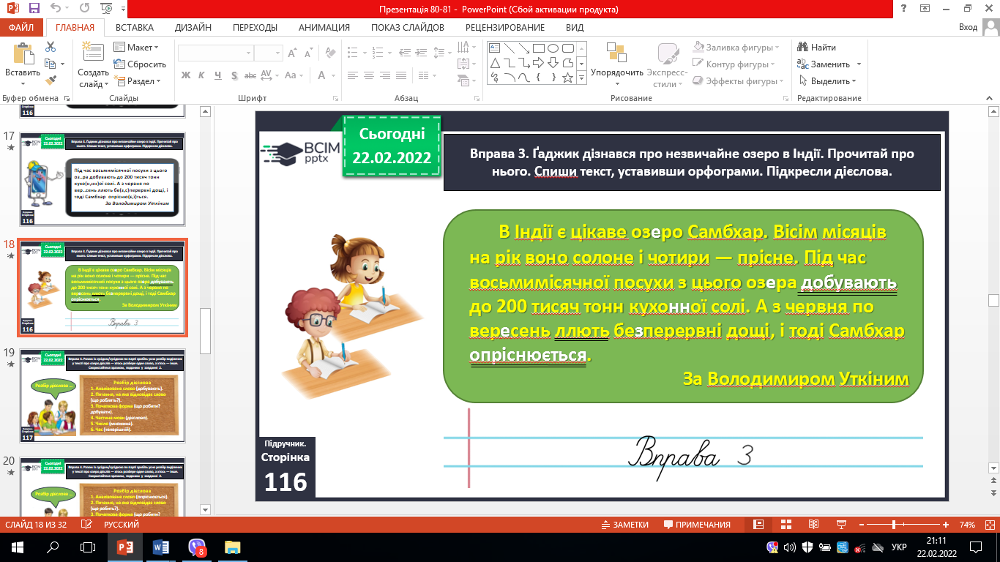 Презентація 80-81 - PowerPoint (Сбой активации продукта)
ФАЙЛ ГЛАВНАЯ ВСТАВКА ДИЗАЙН ПЕРЕХОДЫ АНИМАЦИЯ ПОКАЗ СЛАЙДОВ РЕЦЕНЗИРОВАНИЕ ВИД Вход
Вставить
Создать слайд
Макет
Сбросить
Раздел
Упорядочить
Экспресс-стили
Заливка фигуры
Контур фигуры
Эффекты фигуры
Найти
Заменить
Выделить
Буфер обмена Слайды Шрифт Абзац Рисование Редактирование
116
17
Сьогодні
22.02.2022
Вправа 3. Ґаджик дізнався про незвичайне озеро в Індії. Прочитай про
нього. Спиши текст, уставивши орфограми. Підкресли дієслова.
Під час восьмимісячної посухи з цього
оз..ра добувають до 200 тисяч тонн
кухо(н,нн)ої солі. А з червня по
вер..сень ллють бе(з,с)перервні дощі, і
тоді Самбхар опрісню(є,і)ться.
За Володимиром Уткіним
116
18
Сьогодні
22.02.2022
Вправа 3. Ґаджик дізнався про незвичайне озеро в Індії. Прочитай про
нього. Спиши текст, уставивши орфограми. Підкресли дієслова.
В Індії є цікаве озеро Самбхар. Вісім місяців
на рік воно солоне і чотири — прісне. Під час
восьмимісячної посухи з цього озера добувають
до 200 тисяч тонн кухонної солі. А з червня по
вересень ллють безперервні дощі, і тоді Самбхар
опріснюється.
За Володимиром Уткіним
Вправа 3
116
19
Сьогодні
22.02.2022
Розбір дієслова ...
Розбір дієслова
1. Аналізоване слово (добувають).
2. Питання, на яке відповідає слово
(що роблять?).
3. Початкова форма (що робити?
добувати).
4. Частина мови (дієслово).
5. Число (множина).
6. Час (теперішній).
117
20
Сьогодні
22.02.2022
Розбір дієслова ...
Розбір дієслова
1. Аналізоване слово (опріснюється).
2. Питання, на яке відповідає слово
(що робить?).
3. Початкова форма (що робити?
ВСІМ
pptx
Сьогодні
22.02.2022
Вправа 3. Ґаджик дізнався про незвичайне озеро в Індії. Прочитай про
нього. Спиши текст, уставивши орфограми. Підкресли дієслова.
В Індії є цікаве озеро Самбхар. Вісім місяців
на рік воно солоне і чотири — прісне. Під час
восьмимісячної посухи з цього озера добувають
до 200 тисяч тонн кухонної солі. А з червня по
вересень ллють безперервні дощі, і тоді Самбхар
опріснюється.
За Володимиром Уткіним
Підручник.
Сторінка
116
Вправа 3
СЛАЙД 18 ИЗ 32 РУССКИЙ ЗАМЕТКИ ПРИМЕЧАНИЯ 74%
8 УКР 21:11
22.02.2022